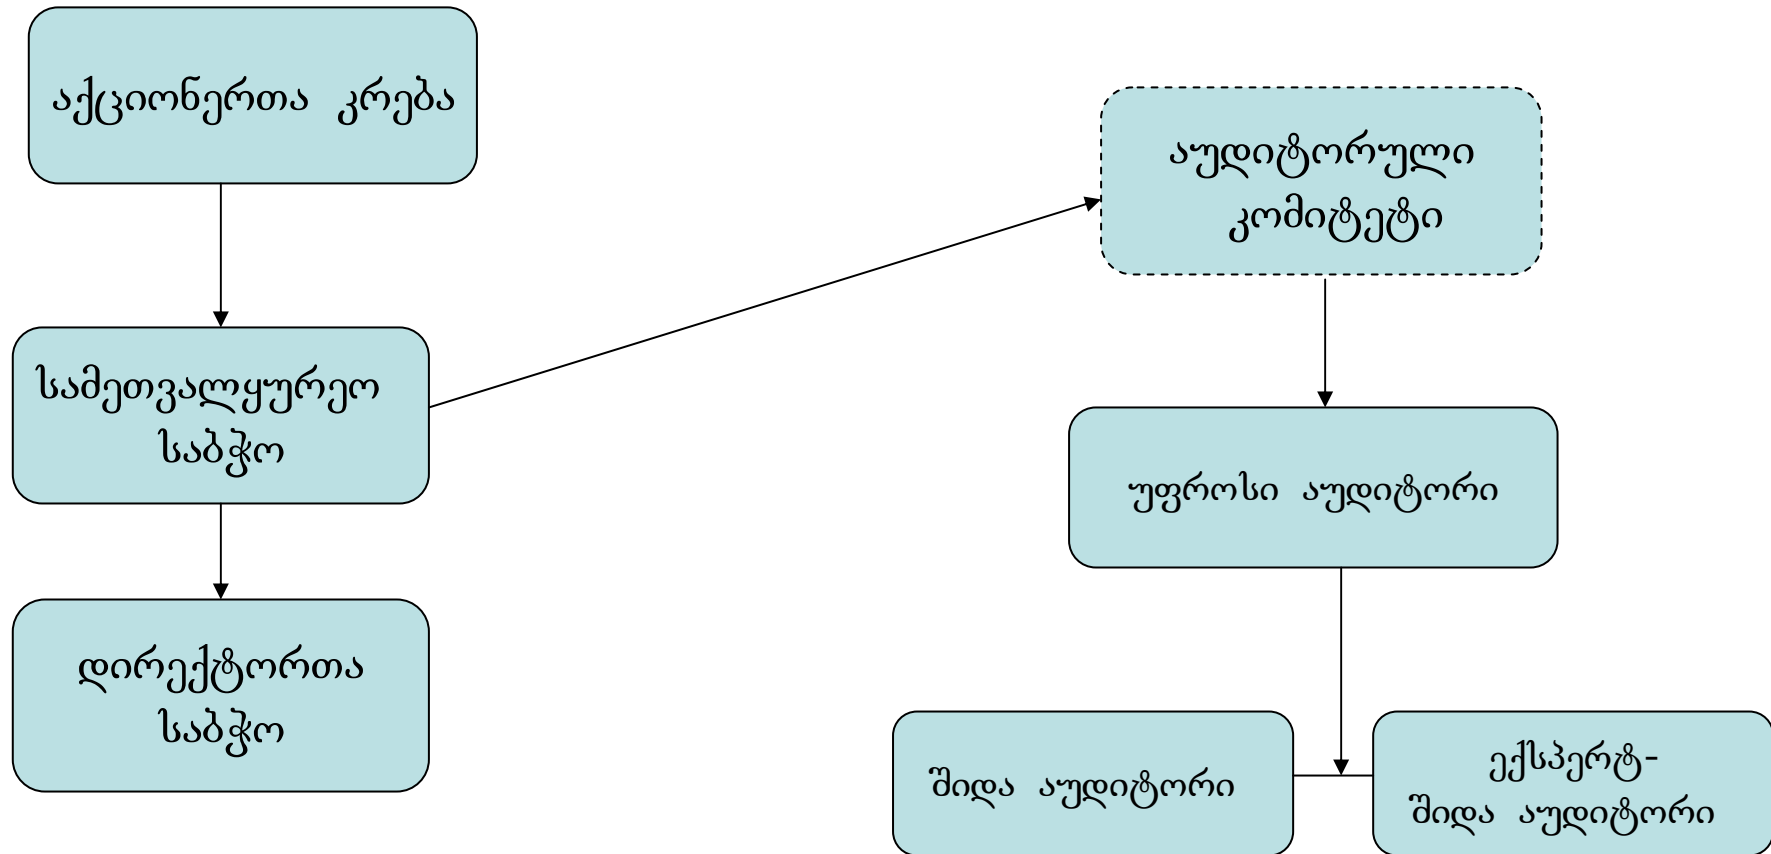 აქციონერთა კრება
სამეთვალყურეო
საბჭო
დირექტორთა
საბჭო
აუდიტორული
კომიტეტი
უფროსი აუდიტორი
შიდა აუდიტორი
ექსპერტ-
შიდა აუდიტორი